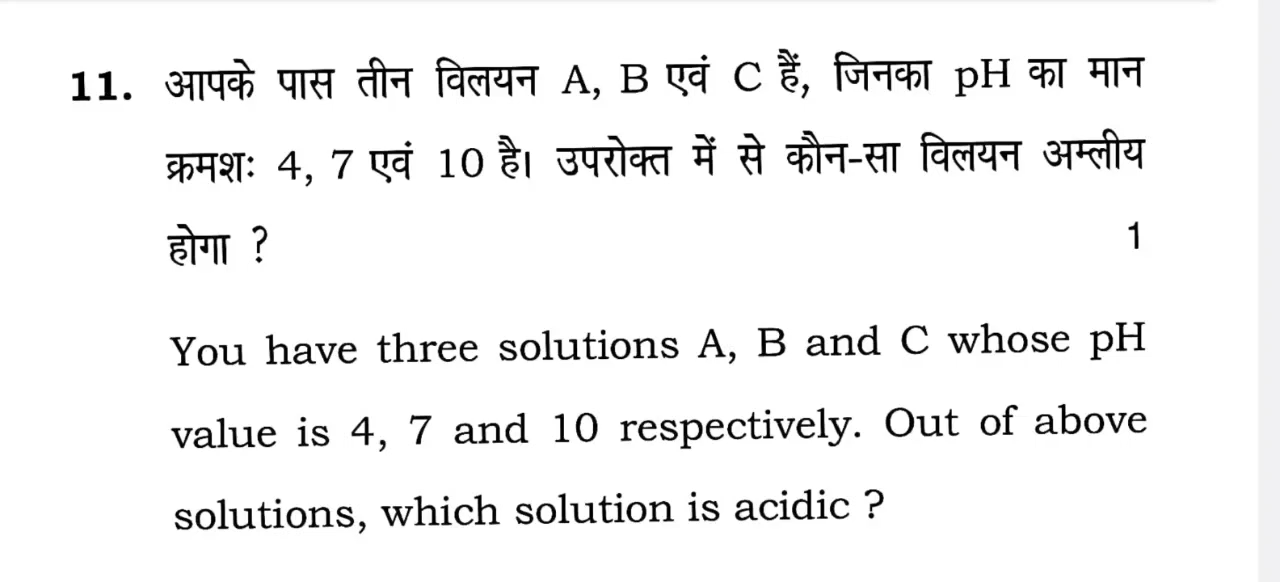 11. आपके पास तीन विलयन A, B एवं C हैं, जिनका pH का मान
क्रमशः 4, 7 एवं 10 है। उपरोक्त में से कौन-सा विलयन अम्लीय
होगा ? 1
You have three solutions A, B and C whose pH
value is 4, 7 and 10 respectively. Out of above
solutions, which solution is acidic ?